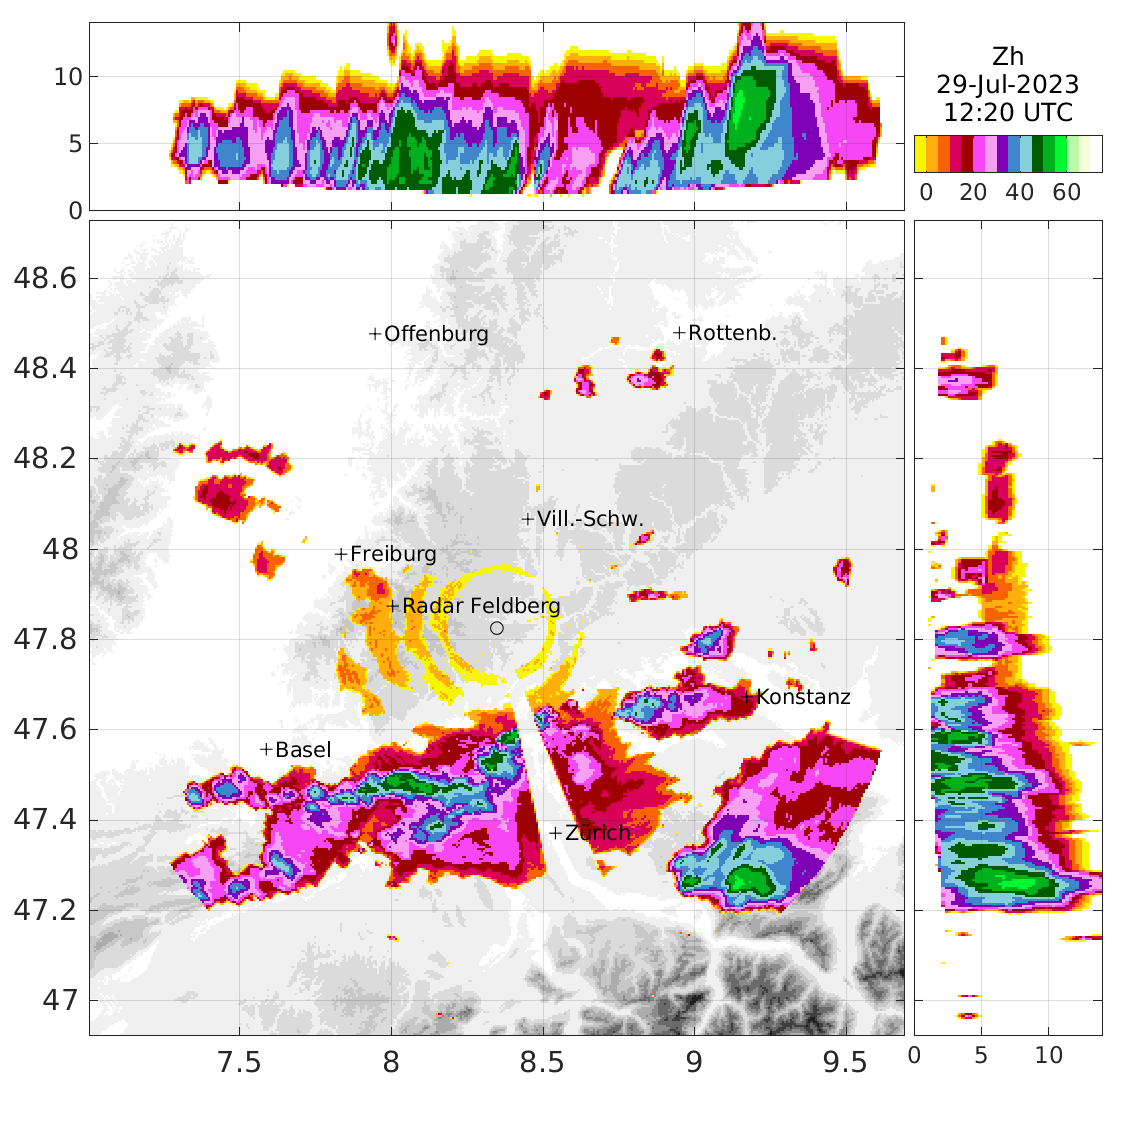 Zh
29-Jul-2023
12:20 UTC
0 20 40 60
10
5
0
48.6
48.4
48.2
48
47.8
47.6
47.4
47.2
47
+Offenburg
+Rottenb.
+Vill.-Schw.
+Freiburg
+Radar Feldberg
+Konstanz
+Basel
+Zürich
7.5 8 8.5 9 9.5
0 5 10